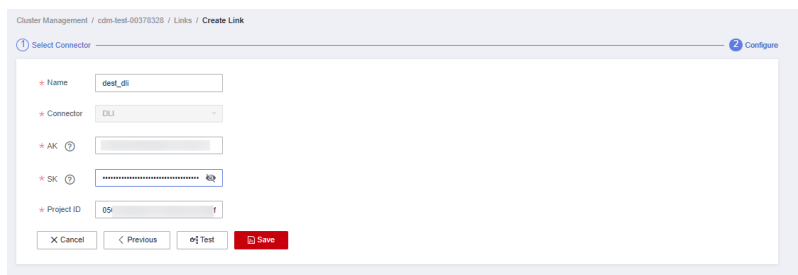 Cluster Management / cdm-test-00378328 / Links / Create Link
1 Select Connector
2 Configure
* Name dest_dli
* Connector DLI
* AK ?
* SK ? ••••••••••••••••••••••••••••••••••
* Project ID 05 f
Cancel
Previous
Test
Save